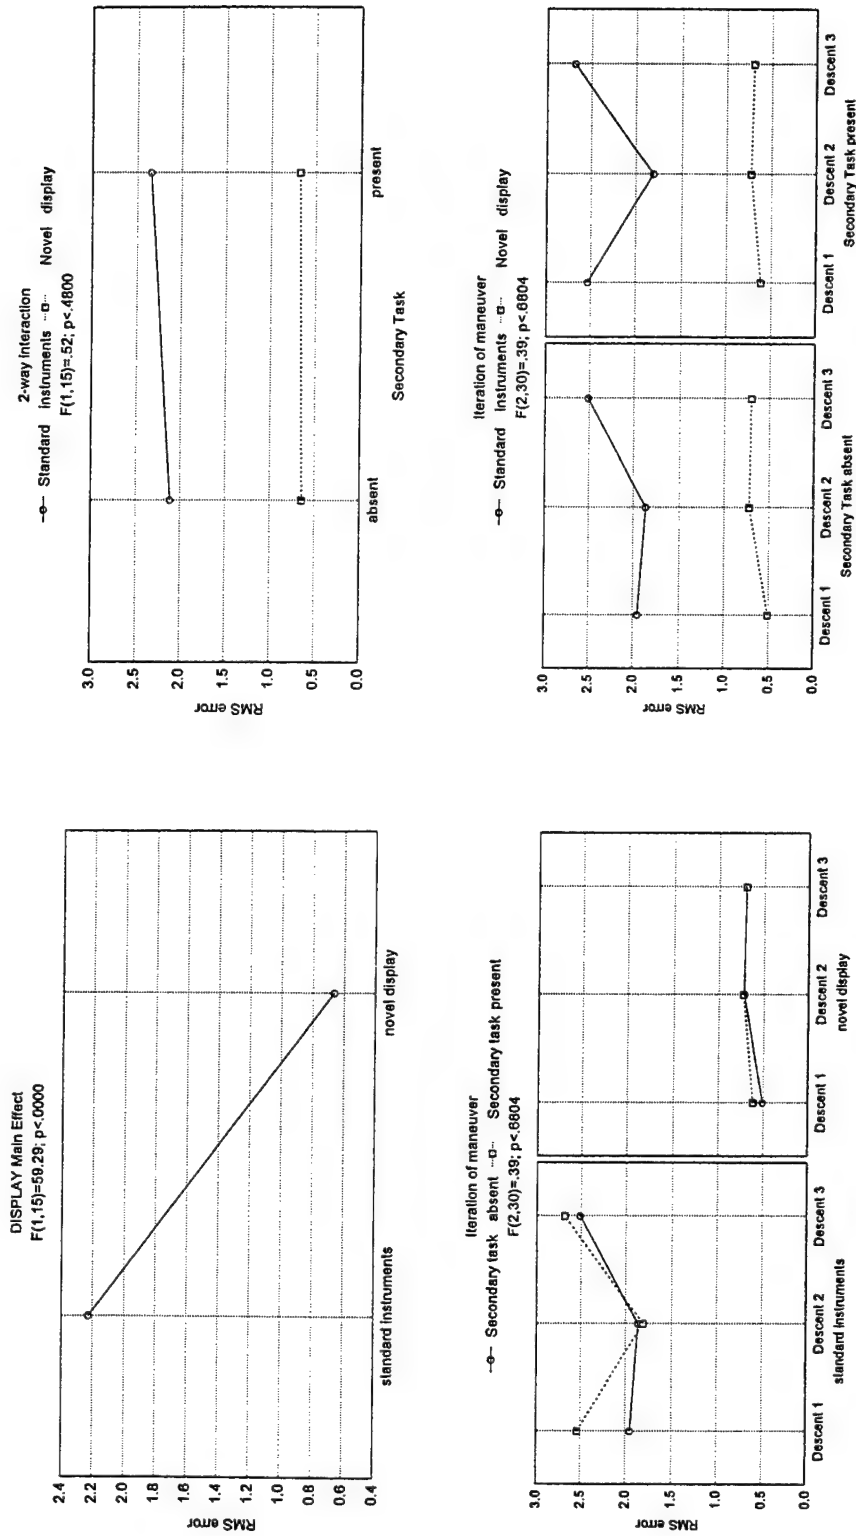 DISPLAY Main Effect
F(1,15)=59.29; p<.0000
RMS error
2.4
2.2
2.0
1.8
1.6
1.4
1.2
1.0
0.8
0.6
0.4
standard instruments
novel display
2-way interaction
Standard instruments Novel display
F(1,15)=.52; p<.4800
RMS error
3.0
2.5
2.0
1.5
1.0
0.5
0.0
absent
present
Secondary Task
Iteration of maneuver
Secondary task absent Secondary task present
F(2,30)=.39; p<.6804
RMS error
3.0
2.5
2.0
1.5
1.0
0.5
0.0
Descent 1 Descent 2 Descent 3
standard instruments
Descent 1 Descent 2 Descent 3
novel display
Iteration of maneuver
Standard instruments Novel display
F(2,30)=.39; p<.6804
RMS error
3.0
2.5
2.0
1.5
1.0
0.5
0.0
Descent 1 Descent 2 Descent 3
Secondary Task absent
Descent 1 Descent 2 Descent 3
Secondary Task present